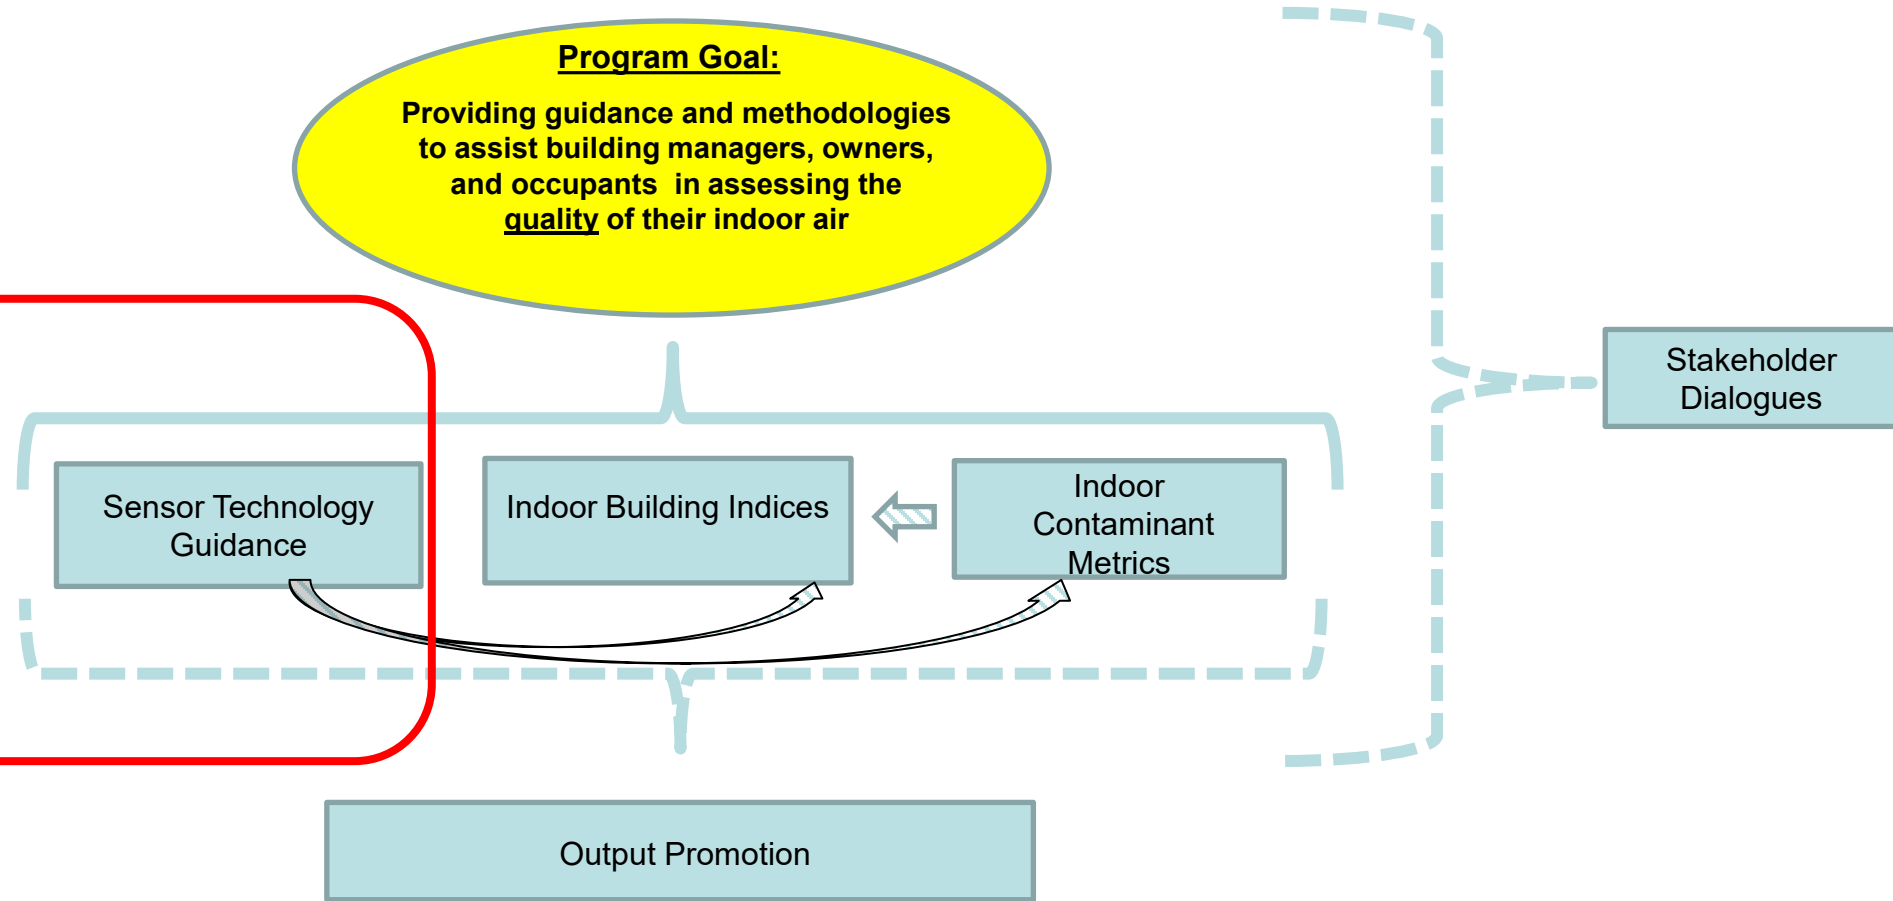 Program Goal:
Providing guidance and methodologies
to assist building managers, owners,
and occupants in assessing the
quality of their indoor air
Stakeholder
Dialogues
Sensor Technology
Guidance
Indoor Building Indices
Indoor
Contaminant
Metrics
Output Promotion